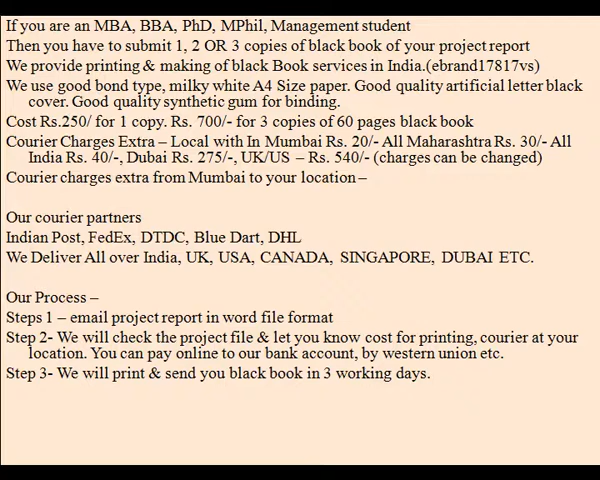 If you are an MBA, BBA, PhD, MPhil, Management student
Then you have to submit 1, 2 OR 3 copies of black book of your project report
We provide printing & making of black Book services in India.(ebrand17817vs)
We use good bond type, milky white A4 Size paper. Good quality artificial letter black
cover. Good quality synthetic gum for binding.
Cost Rs.250/ for 1 copy. Rs. 700/- for 3 copies of 60 pages black book
Courier Charges Extra – Local with In Mumbai Rs. 20/- All Maharashtra Rs. 30/- All
India Rs. 40/-, Dubai Rs. 275/-, UK/US – Rs. 540/- (charges can be changed)
Courier charges extra from Mumbai to your location –
Our courier partners
Indian Post, FedEx, DTDC, Blue Dart, DHL
We Deliver All over India, UK, USA, CANADA, SINGAPORE, DUBAI ETC.
Our Process –
Steps 1 – email project report in word file format
Step 2- We will check the project file & let you know cost for printing, courier at your
location. You can pay online to our bank account, by western union etc.
Step 3- We will print & send you black book in 3 working days.